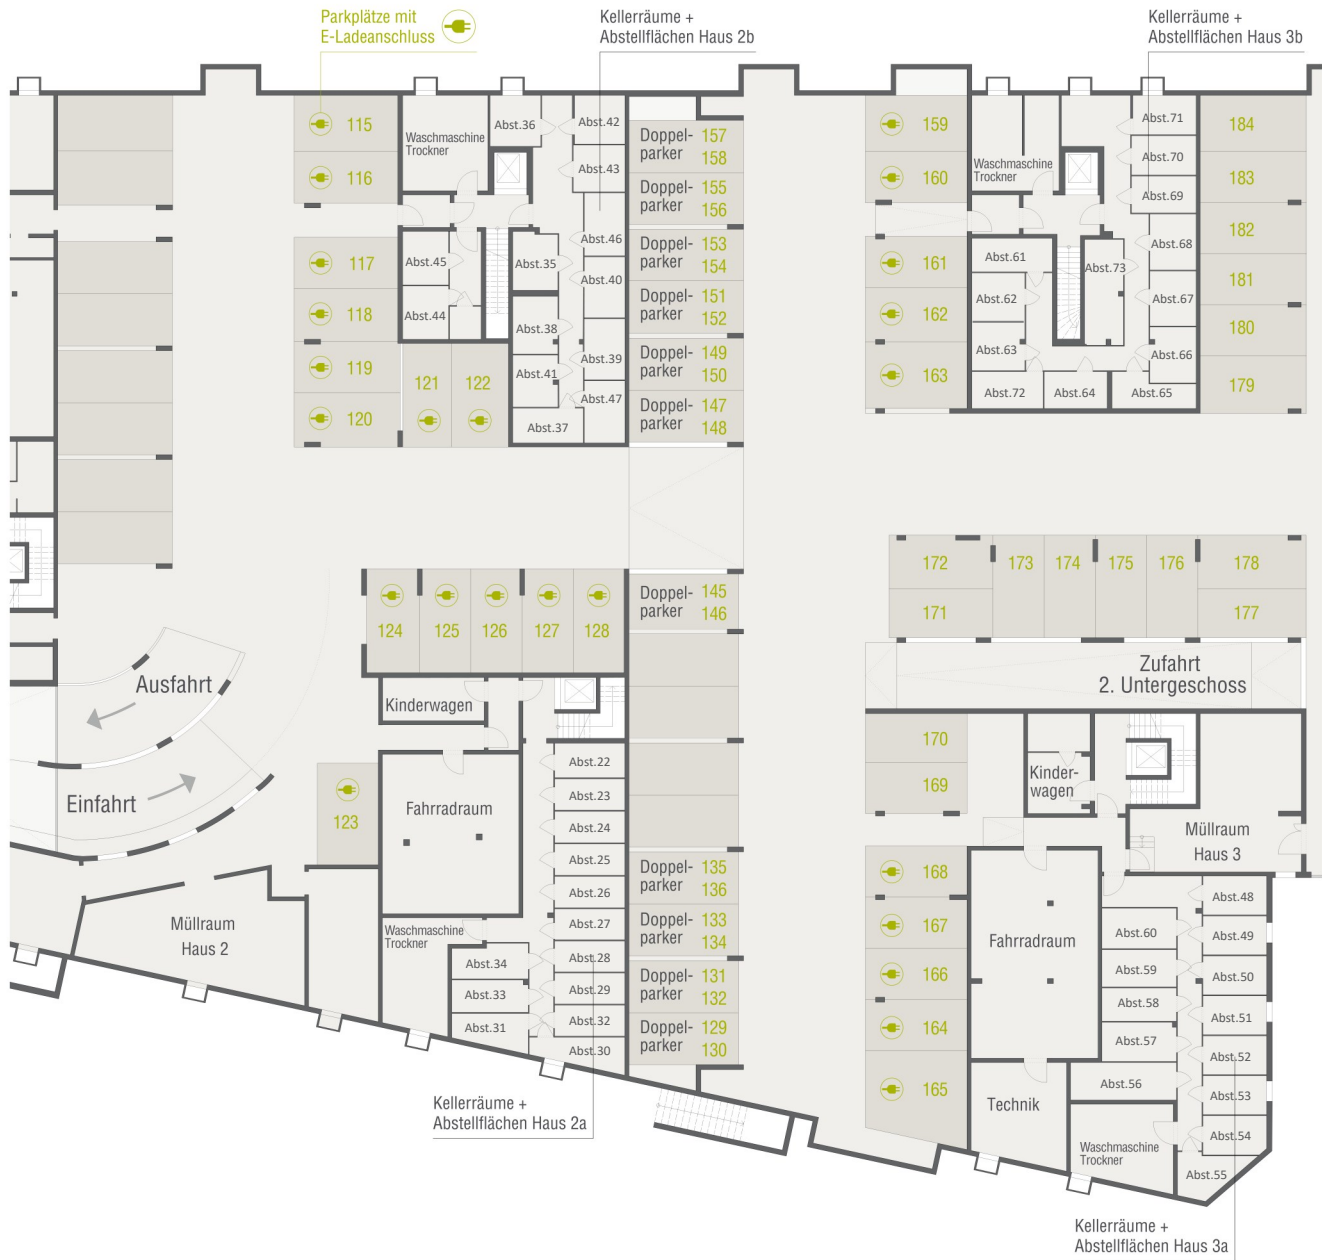 Parkplätze mit
E-Ladeanschluss
Kellerräume +
Abstellflächen Haus 2b
Kellerräume +
Abstellflächen Haus 3b
115
116
117
118
119
120
121
122
Waschmaschine
Trockner
Abst.36
Abst.42
Abst.43
Abst.46
Abst.45
Abst.35
Abst.40
Abst.44
Abst.38
Abst.39
Abst.41
Abst.47
Abst.37
Doppel-
parker
157
158
Doppel-
parker
155
156
Doppel-
parker
153
154
Doppel-
parker
151
152
Doppel-
parker
149
150
Doppel-
parker
147
148
159
160
161
162
163
Waschmaschine
Trockner
Abst.71
Abst.70
Abst.69
Abst.68
Abst.61
Abst.73
Abst.62
Abst.67
Abst.63
Abst.66
Abst.72
Abst.64
Abst.65
184
183
182
181
180
179
124
125
126
127
128
Doppel-
parker
145
146
172
171
173
174
175
176
178
177
Zufahrt
2. Untergeschoss
Ausfahrt
Einfahrt
123
Kinderwagen
Fahrradraum
Müllraum
Haus 2
Waschmaschine
Trockner
Abst.22
Abst.23
Abst.24
Abst.25
Abst.26
Abst.27
Abst.28
Abst.29
Abst.32
Abst.30
Abst.34
Abst.33
Abst.31
Doppel-
parker
135
136
Doppel-
parker
133
134
Doppel-
parker
131
132
Doppel-
parker
129
130
170
169
168
167
166
164
165
Kinder-
wagen
Müllraum
Haus 3
Fahrradraum
Technik
Abst.48
Abst.49
Abst.50
Abst.51
Abst.52
Abst.53
Abst.54
Abst.55
Abst.60
Abst.59
Abst.58
Abst.57
Abst.56
Waschmaschine
Trockner
Kellerräume +
Abstellflächen Haus 2a
Kellerräume +
Abstellflächen Haus 3a